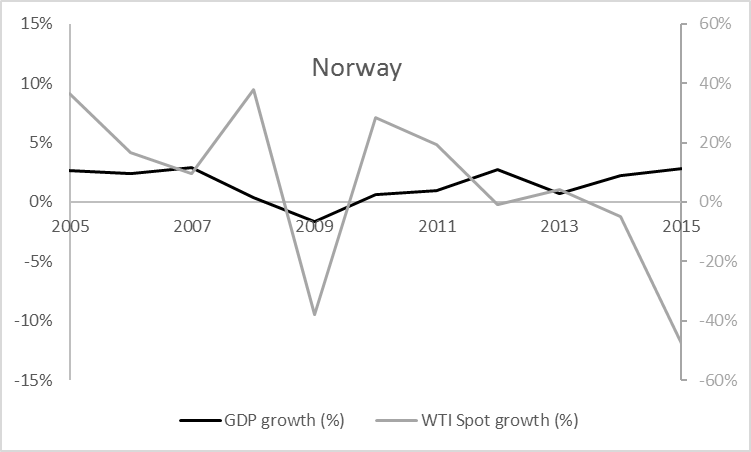 15% 60%
Norway
10% 40%
5% 20%
0% 0%
2005 2007 2009 2011 2013 2015
-5% -20%
-10% -40%
-15% -60%
GDP growth (%) WTI Spot growth (%)